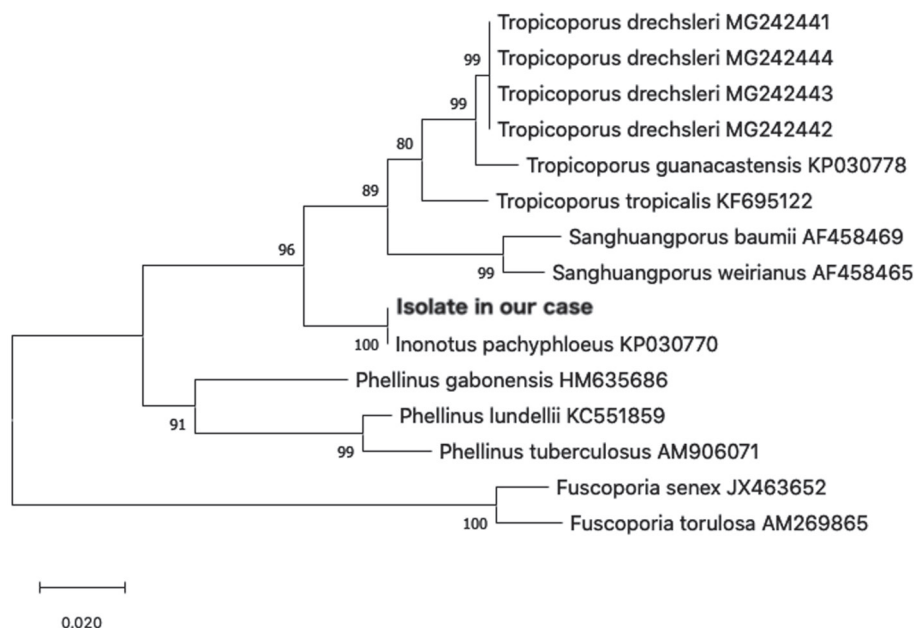 Tropicoporus drechsleri MG242441
99
Tropicoporus drechsleri MG242444
99
Tropicoporus drechsleri MG242443
80
Tropicoporus drechsleri MG242442
Tropicoporus guanacastensis KP030778
89
Tropicoporus tropicalis KF695122
96
Sanghuangporus baumii AF458469
99
Sanghuangporus weirianus AF458465
Isolate in our case
100
Inonotus pachyphloeus KP030770
Phellinus gabonensis HM635686
91
Phellinus lundellii KC551859
99
Phellinus tuberculosus AM906071
Fuscoporia senex JX463652
100
Fuscoporia torulosa AM269865
0.020